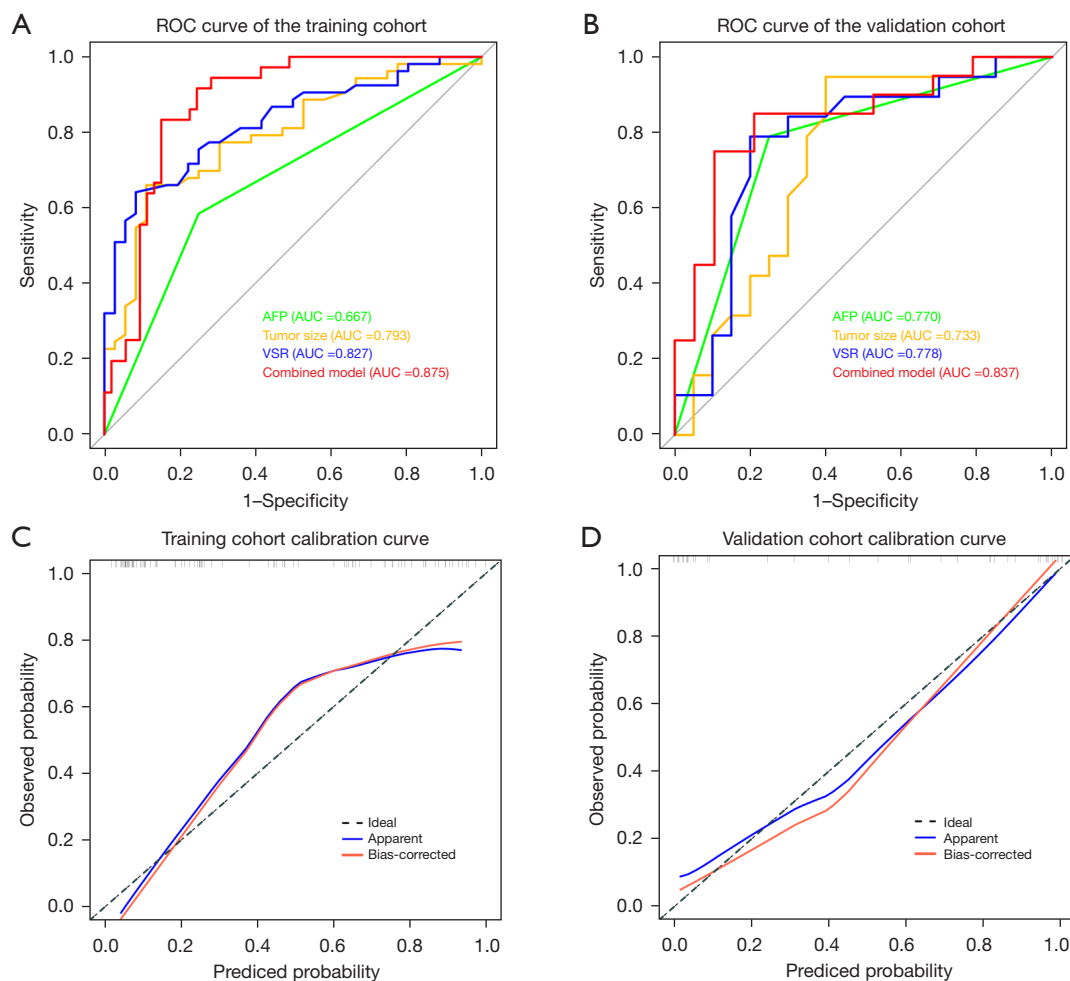 A
ROC curve of the training cohort
1.0
0.8
0.6
0.4
0.2
0.0
Sensitivity
AFP (AUC =0.667)
Tumor size (AUC =0.793)
VSR (AUC =0.827)
Combined model (AUC =0.875)
0.0 0.2 0.4 0.6 0.8 1.0
1–Specificity
B
ROC curve of the validation cohort
1.0
0.8
0.6
0.4
0.2
0.0
Sensitivity
AFP (AUC =0.770)
Tumor size (AUC =0.733)
VSR (AUC =0.778)
Combined model (AUC =0.837)
0.0 0.2 0.4 0.6 0.8 1.0
1–Specificity
C
Training cohort calibration curve
1.0
0.8
0.6
0.4
0.2
0.0
Observed probability
Ideal
Apparent
Bias-corrected
0.0 0.2 0.4 0.6 0.8 1.0
Prediced probability
D
Validation cohort calibration curve
1.0
0.8
0.6
0.4
0.2
0.0
Observed probability
Ideal
Apparent
Bias-corrected
0.0 0.2 0.4 0.6 0.8 1.0
Prediced probability